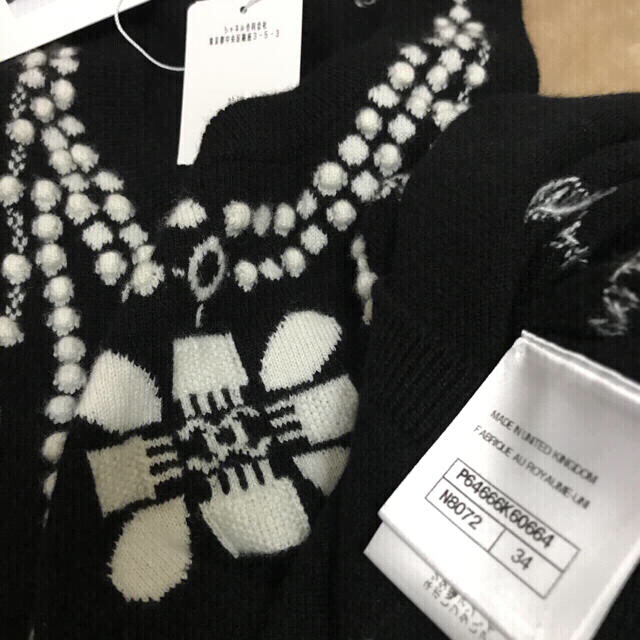 シャネル合同会社
東京都中央区銀座3-5-3
MADE IN UNITED KINGDOM
FABRIQUE AU ROYAUME-UNI
P64666K60664
N8072 34